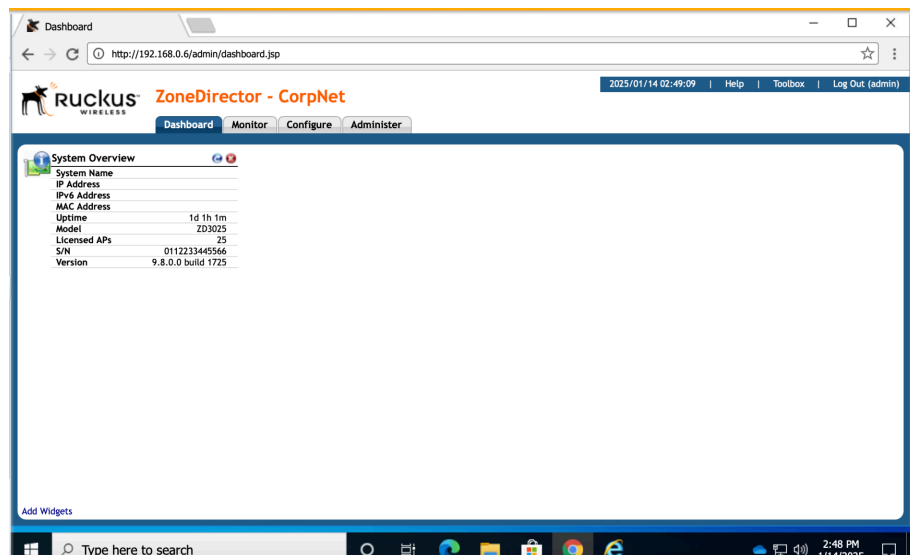 Dashboard
http://192.168.0.6/admin/dashboard.jsp
2025/01/14 02:49:09 | Help | Toolbox | Log Out (admin)
RUCKUS WIRELESS
ZoneDirector - CorpNet
Dashboard Monitor Configure Administer
System Overview
System Name
IP Address
IPv6 Address
MAC Address
Uptime 1d 1h 1m
Model ZD3025
Licensed APs 25
S/N 0112233445566
Version 9.8.0.0 build 1725
Add Widgets
Type here to search
2:48 PM
1/14/2025